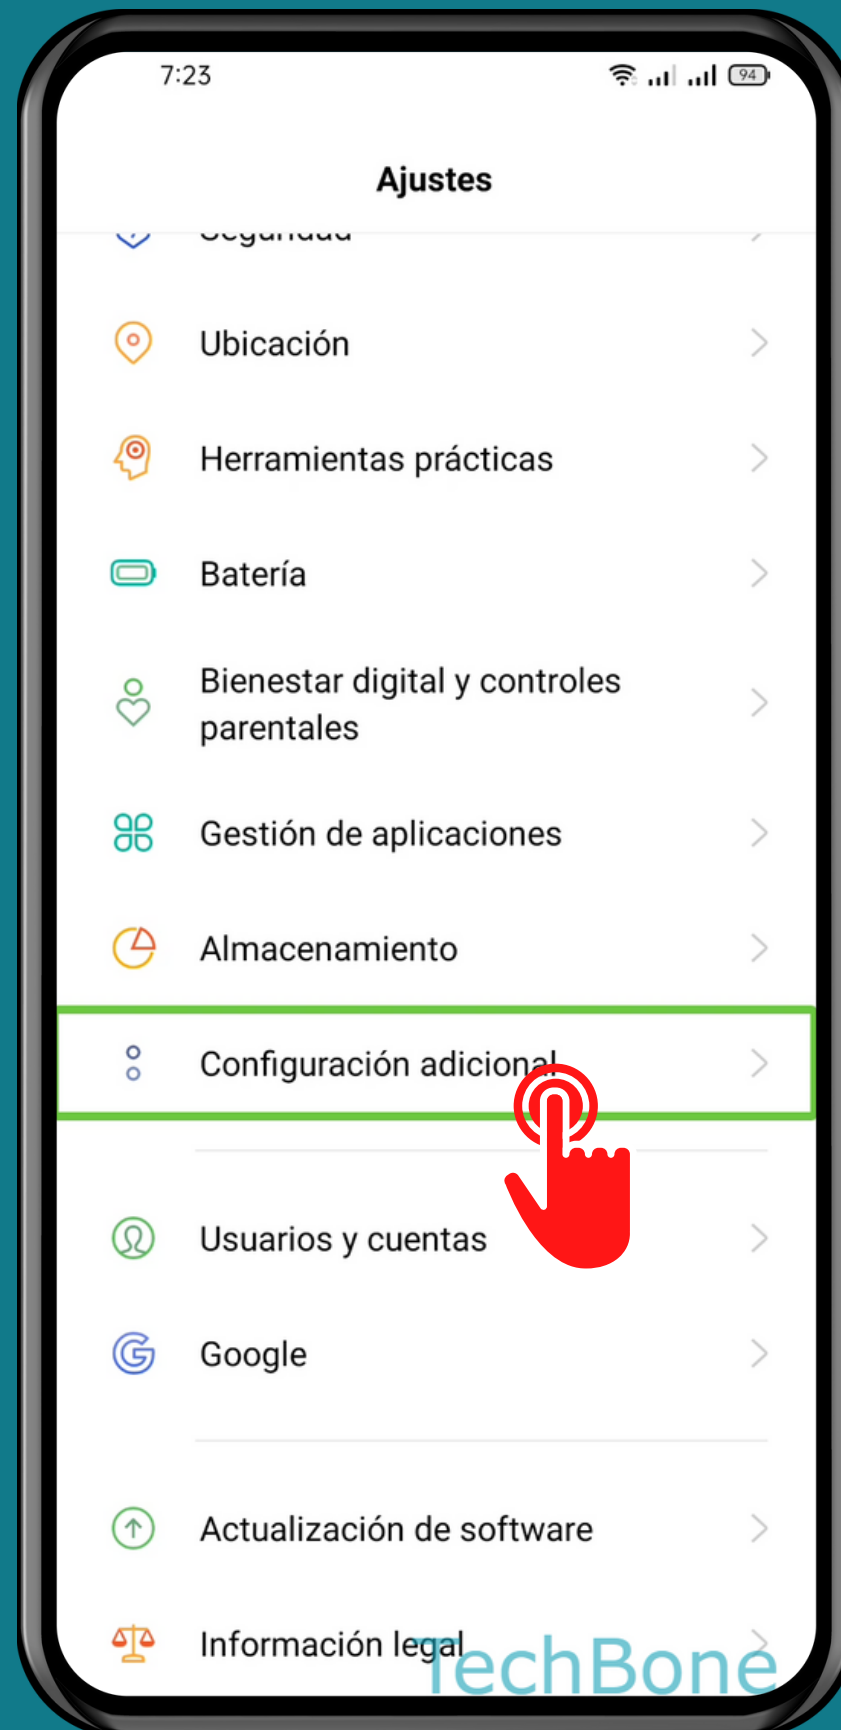 7:23
94
Ajustes
Seguridad
Ubicación
Herramientas prácticas
Batería
Bienestar digital y controles
parentales
Gestión de aplicaciones
Almacenamiento
Configuración adicional
Usuarios y cuentas
Google
Actualización de software
Información legal
TechBone